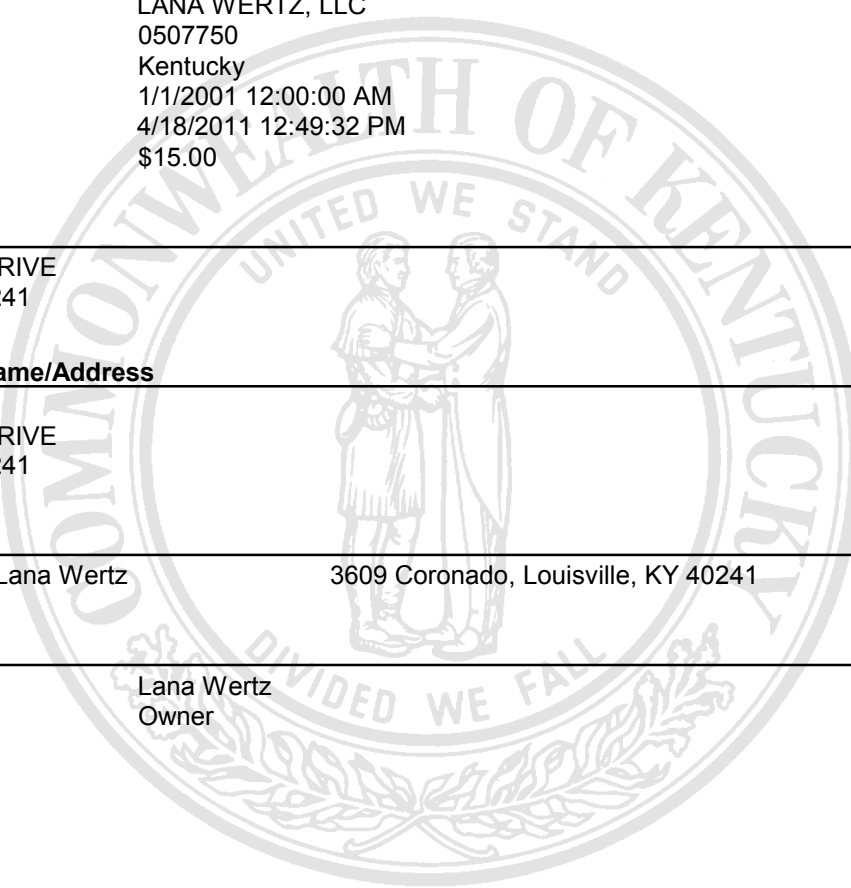 LANA WERTZ, LLC
0507750
Kentucky
1/1/2001 12:00:00 AM
4/18/2011 12:49:32 PM
$15.00
RIVE
241
ame/Address
RIVE
241
Lana Wertz 3609 Coronado, Louisville, KY 40241
Lana Wertz
Owner
COMMONWEALTH OF KENTUCKY
UNITED WE STAND
DIVIDED WE FALL